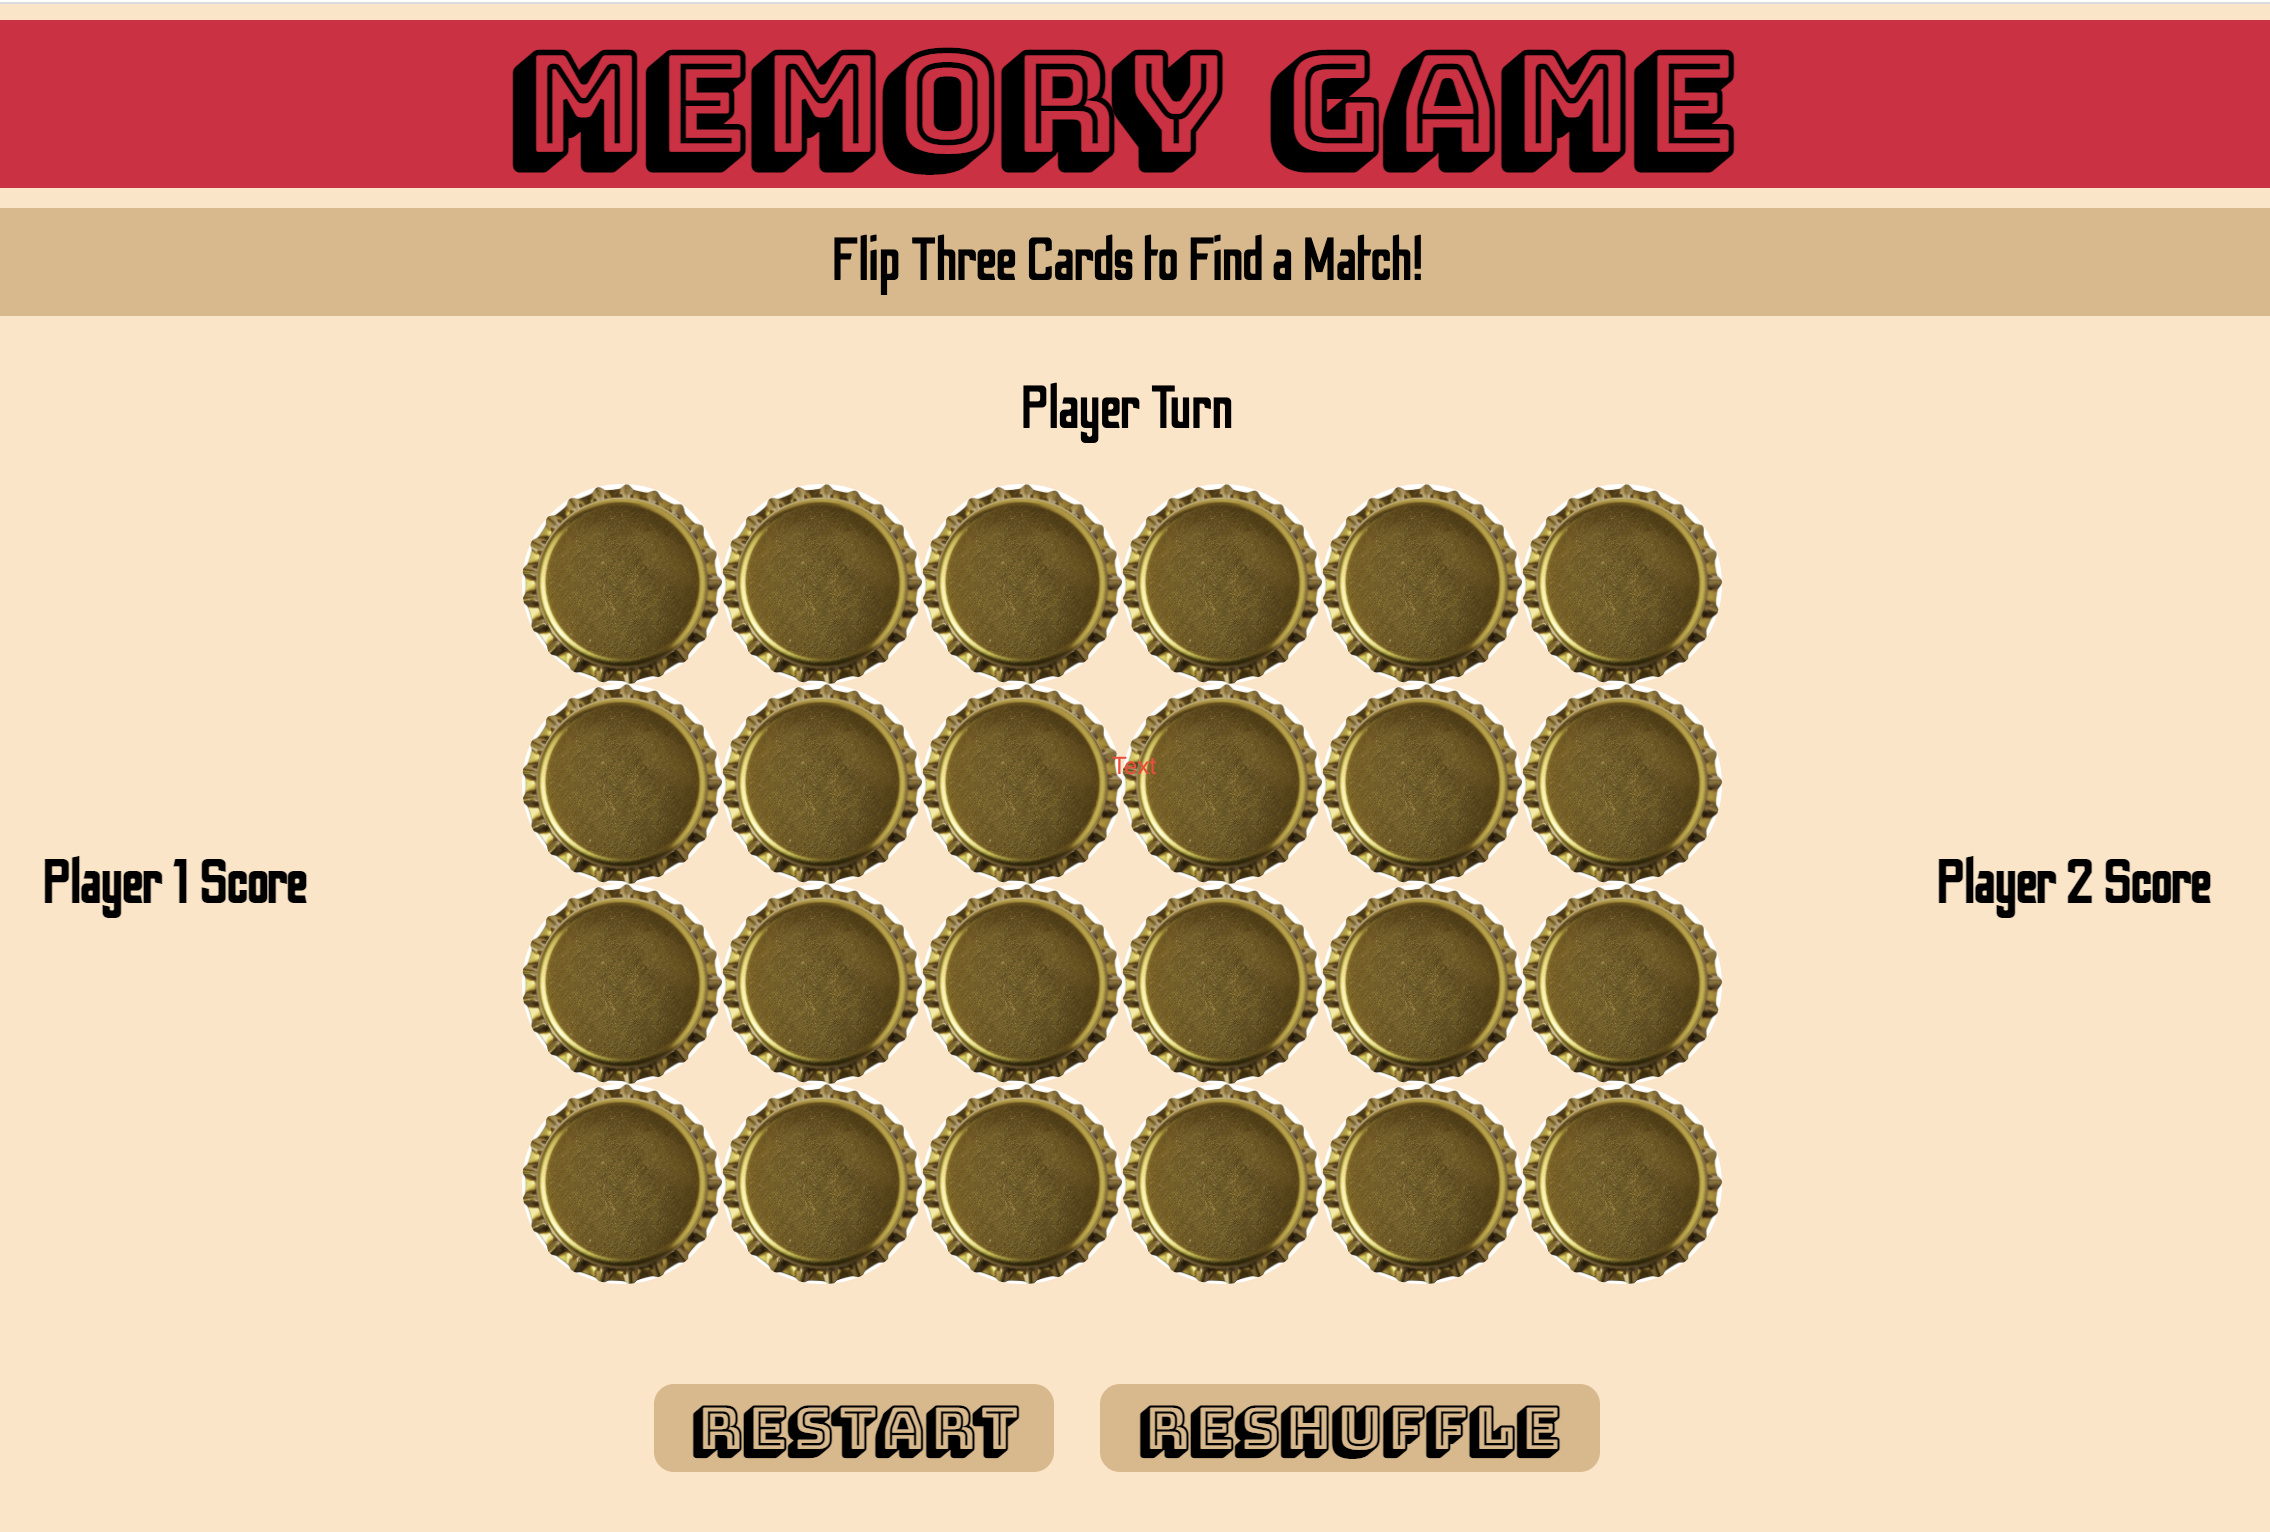 MEMORY GAME
Flip Three Cards to Find a Match!
Player Turn
Text
Player 1 Score
Player 2 Score
RESTART
RESHUFFLE